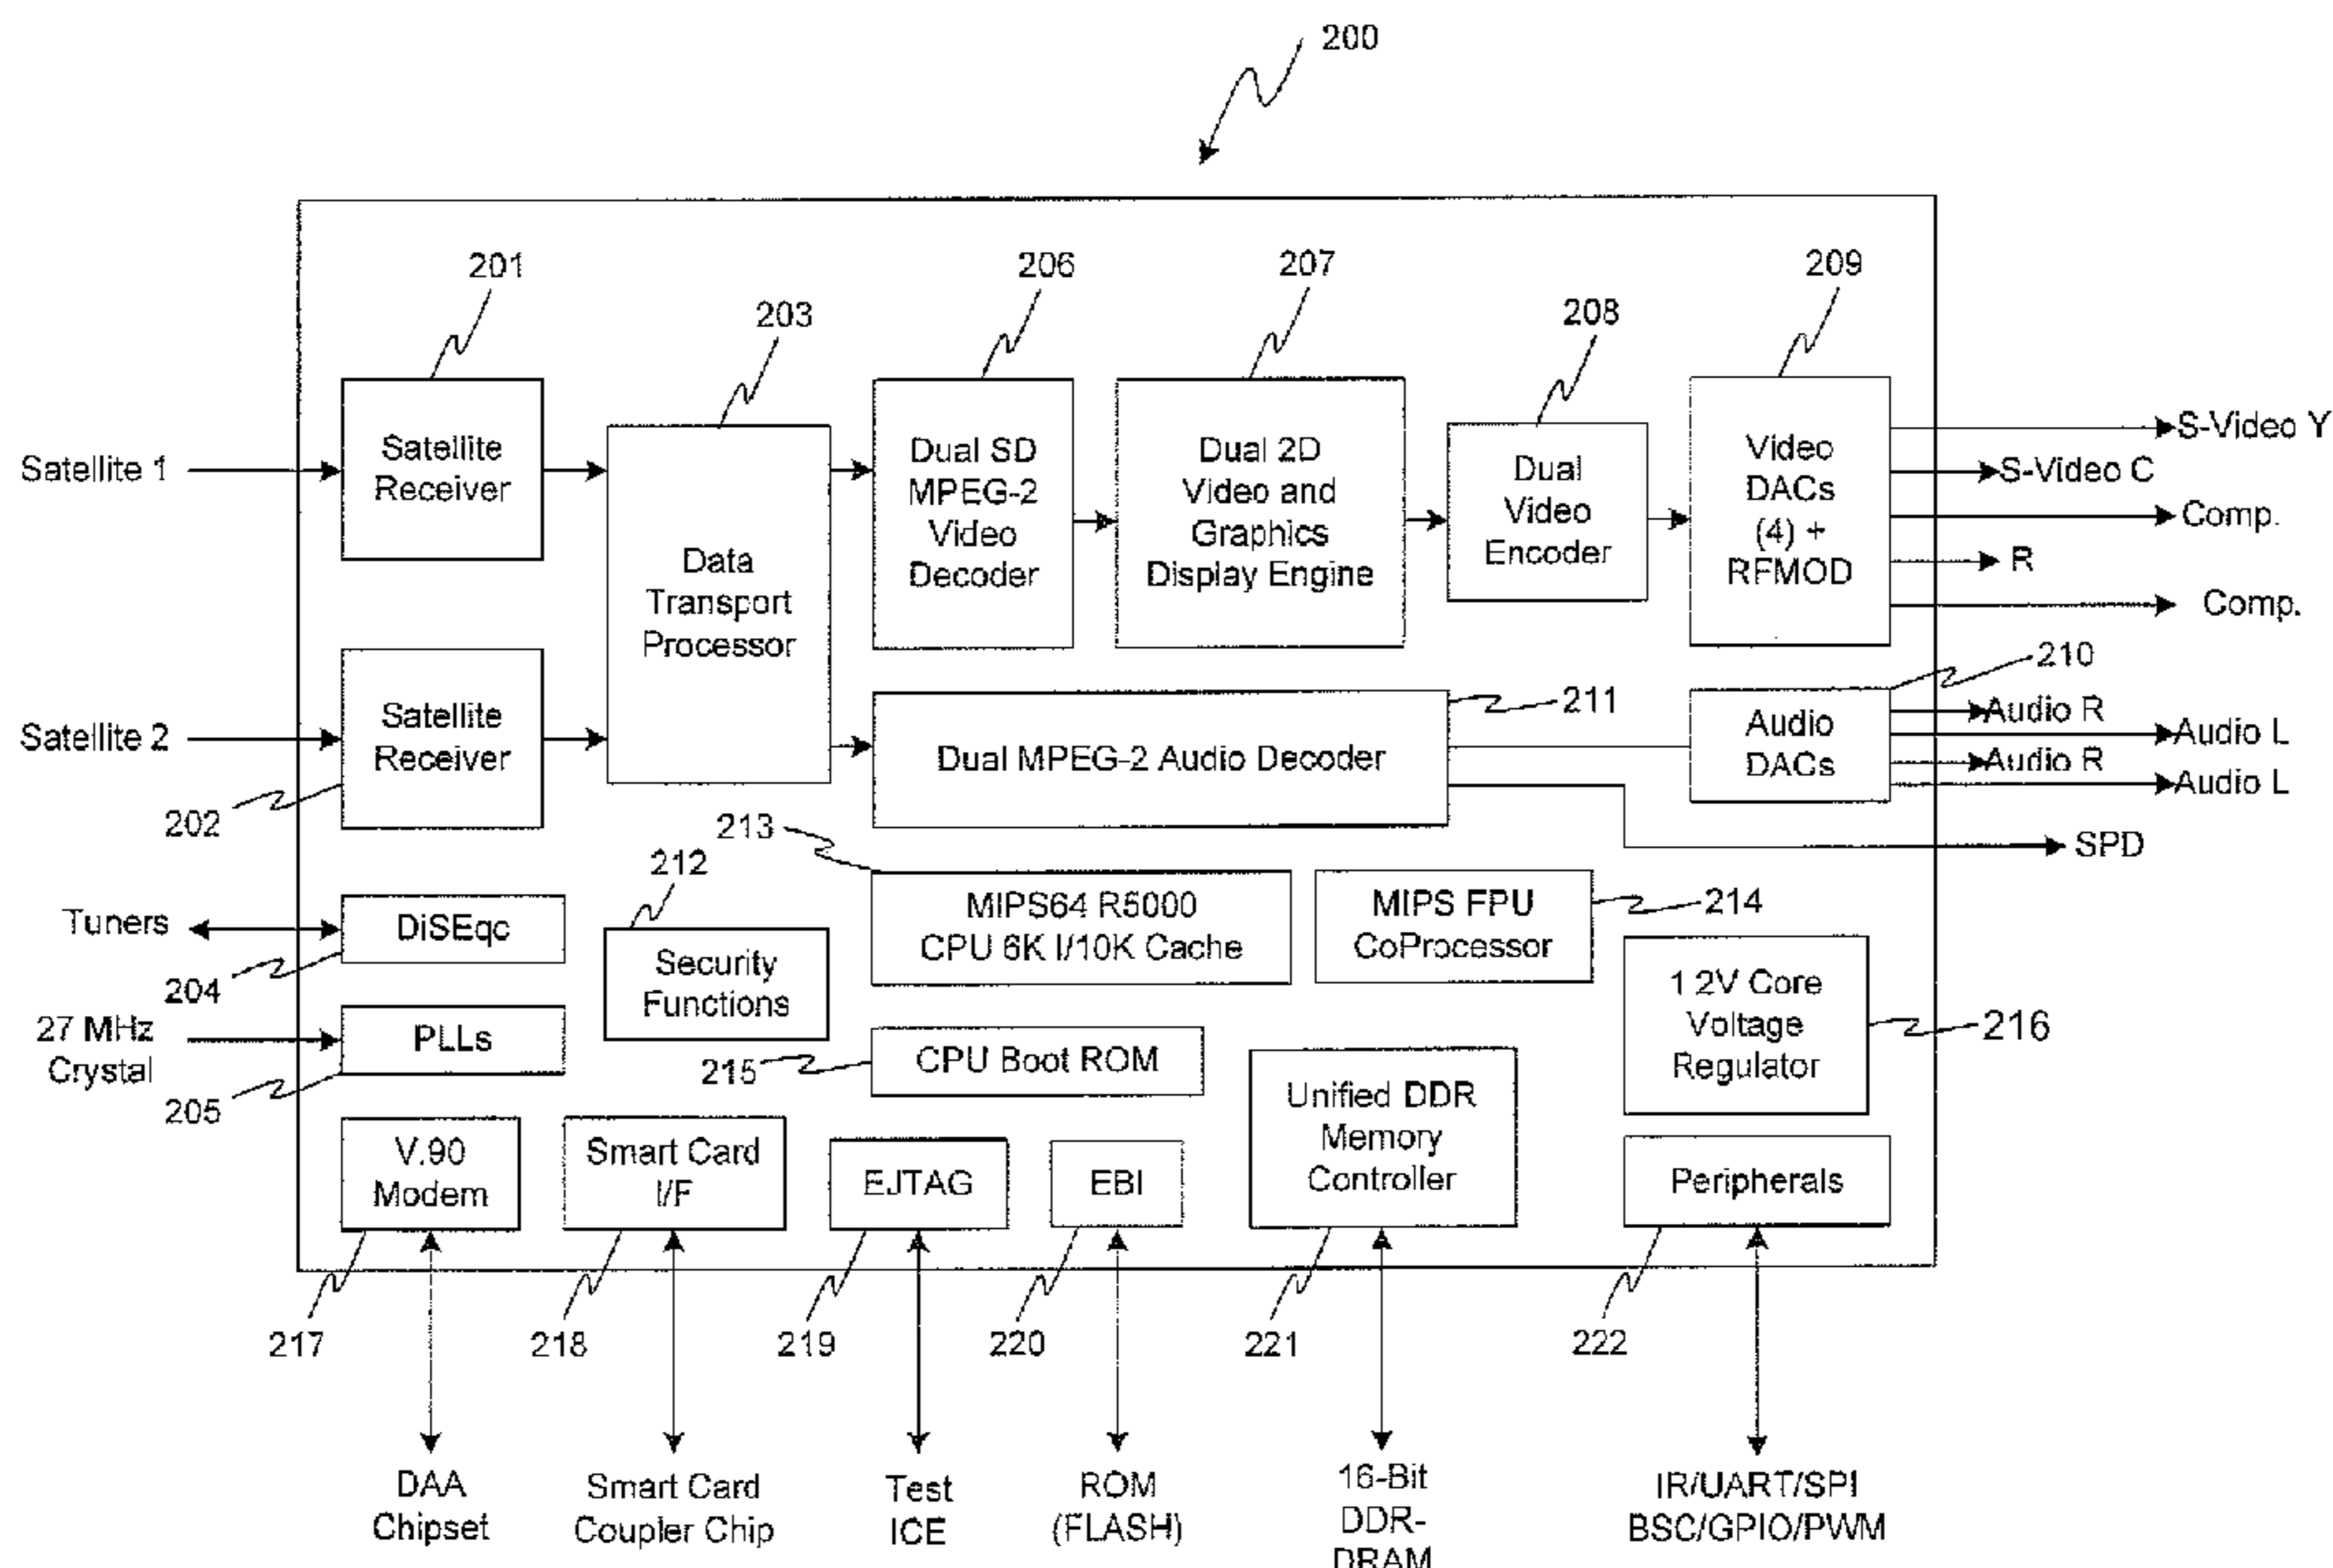 200
201
206
207
209
203
208
Satellite 1
Satellite
Receiver
Data
Transport
Processor
Dual SD
MPEG-2
Video
Decoder
Dual 2D
Video and
Graphics
Display Engine
Dual
Video
Encoder
Video
DACs
(4) +
RFMOD
S-Video Y
S-Video C
Comp.
R
Comp.
210
Satellite 2
Satellite
Receiver
202
Dual MPEG-2 Audio Decoder
211
Audio
DACs
Audio R
Audio L
Audio R
Audio L
SPD
213
212
Tuners
DiSEqc
204
Security
Functions
MIPS64 R5000
CPU 6K I/10K Cache
MIPS FPU
CoProcessor
214
27 MHz
Crystal
PLLs
205
215
CPU Boot ROM
1.2V Core
Voltage
Regulator
216
V.90
Modem
Smart Card
I/F
EJTAG
EBI
Unified DDR
Memory
Controller
Peripherals
217
218
219
220
221
222
DAA
Chipset
Smart Card
Coupler Chip
Test
ICE
ROM
(FLASH)
16-Bit
DDR-
DRAM
IR/UART/SPI
BSC/GPIO/PWM